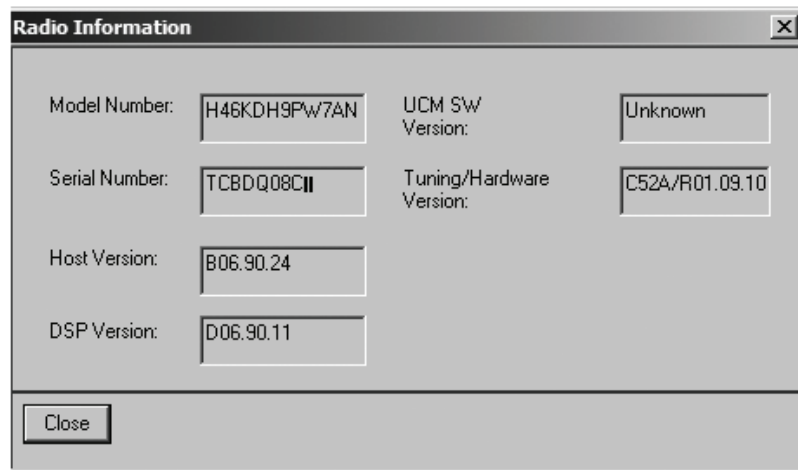 Radio Information
Model Number: H46KDH9PW7AN
UCM SW Version: Unknown
Serial Number: TCBDQ08C
Tuning/Hardware Version: C52A/R01.09.10
Host Version: B06.90.24
DSP Version: D06.90.11
Close